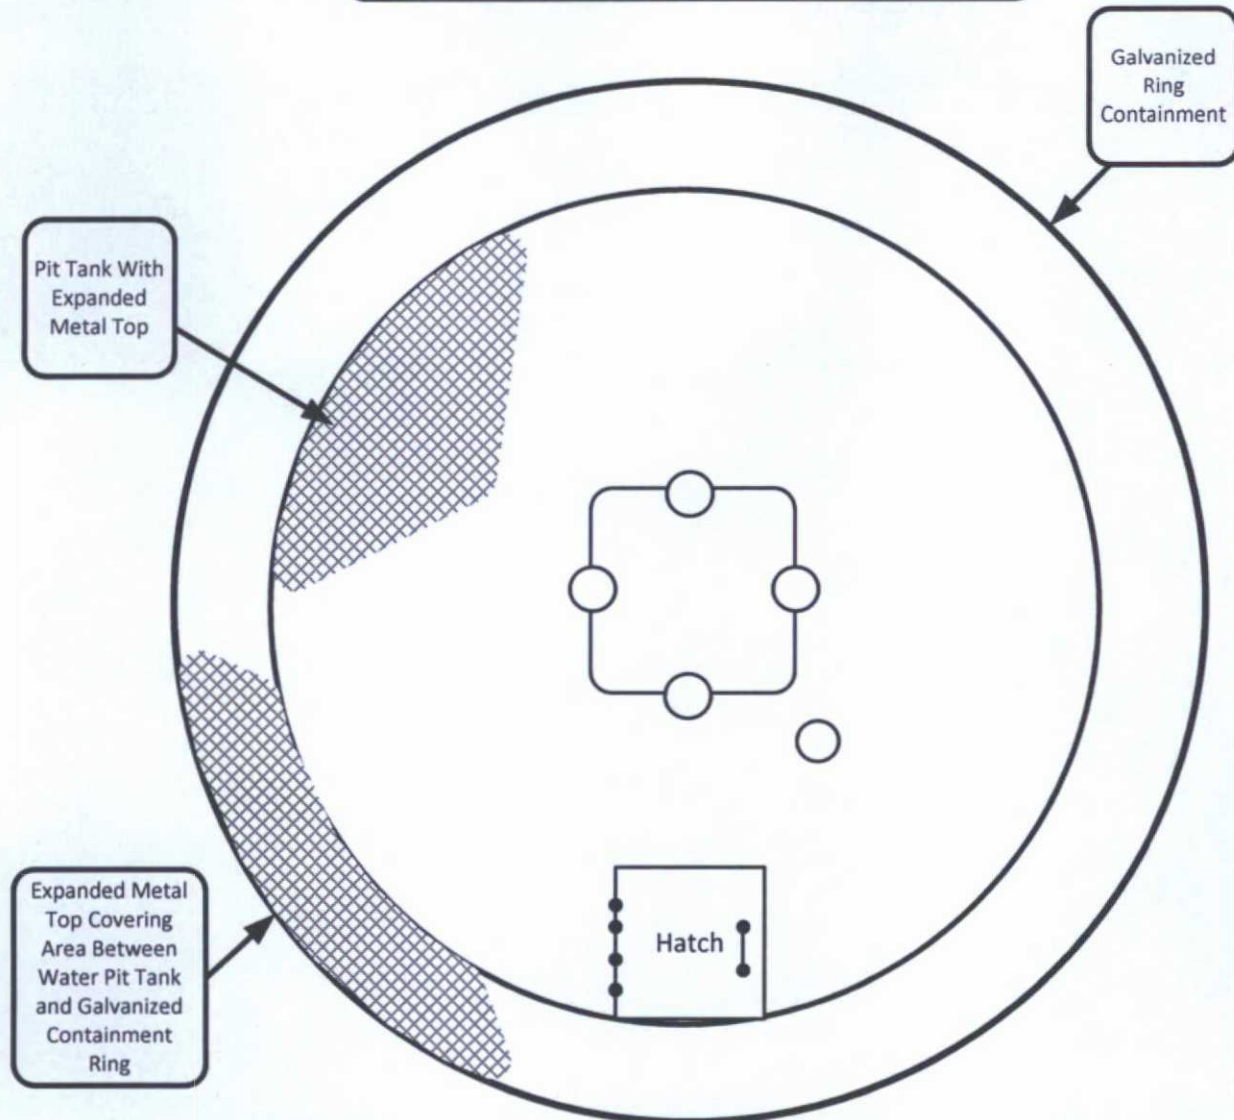 Galvanized
Ring
Containment
Pit Tank With
Expanded
Metal Top
Expanded Metal
Top Covering
Area Between
Water Pit Tank
and Galvanized
Containment
Ring
Hatch